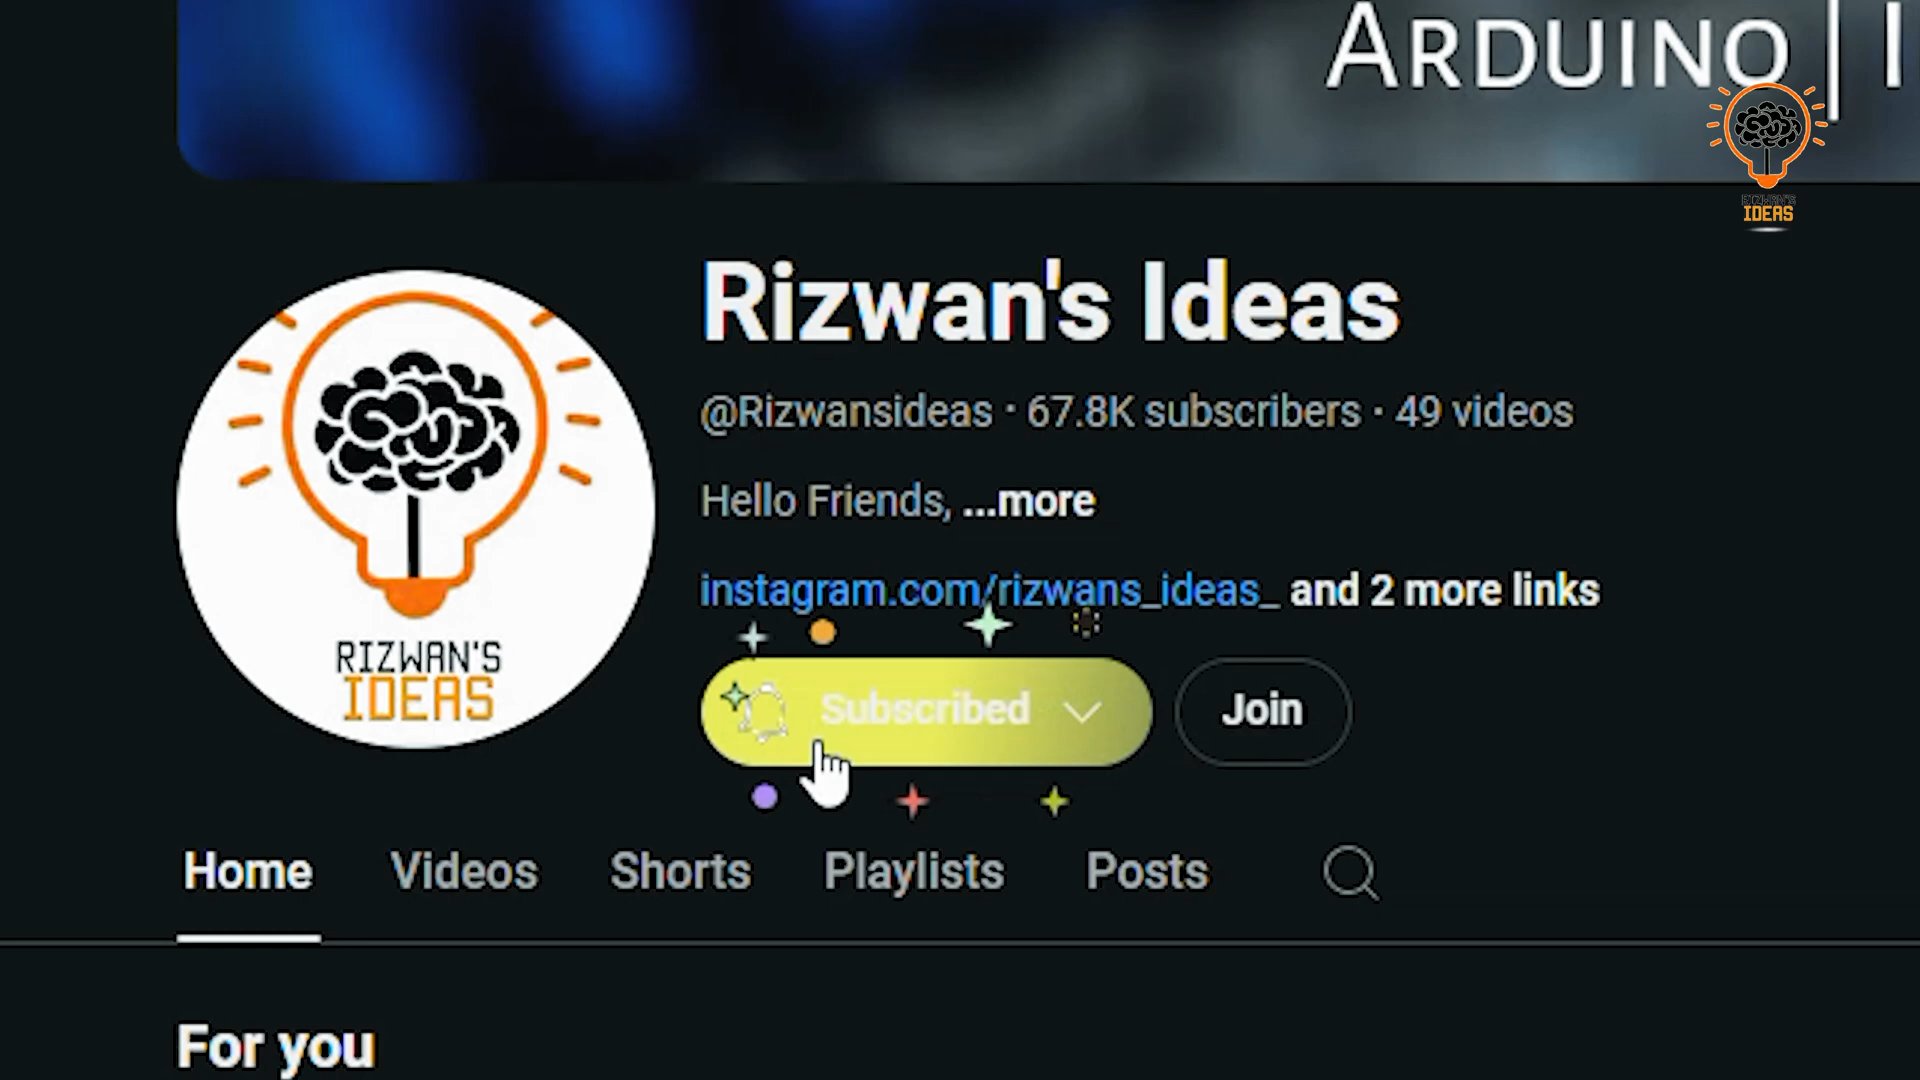 ARDUINO | I
RIZWAN'S
IDEAS
Rizwan's Ideas
@Rizwansideas · 67.8K subscribers · 49 videos
Hello Friends, ...more
instagram.com/rizwans_ideas_ and 2 more links
RIZWAN'S
IDEAS
Subscribed
Join
Home Videos Shorts Playlists Posts
For you